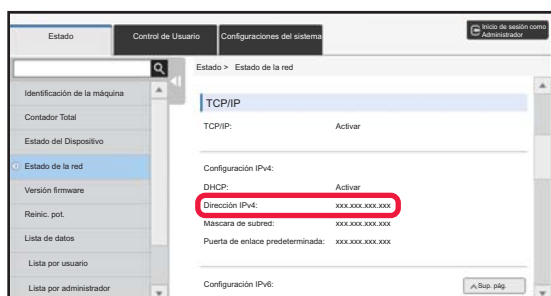 Estado
Control de Usuario
Configuraciones del sistema
Inicio de sesión como
Administrador
Estado > Estado de la red
Identificación de la máquina
Contador Total
Estado del Dispositivo
Estado de la red
Versión firmware
Reinic. pot.
Lista de datos
Lista por usuario
Lista por administrador
TCP/IP
TCP/IP: Activar
Configuración IPv4:
DHCP: Activar
Dirección IPv4: xxx.xxx.xxx.xxx
Máscara de subred: xxx.xxx.xxx.xxx
Puerta de enlace predeterminada: xxx.xxx.xxx.xxx
Configuración IPv6:
Sup. pág.